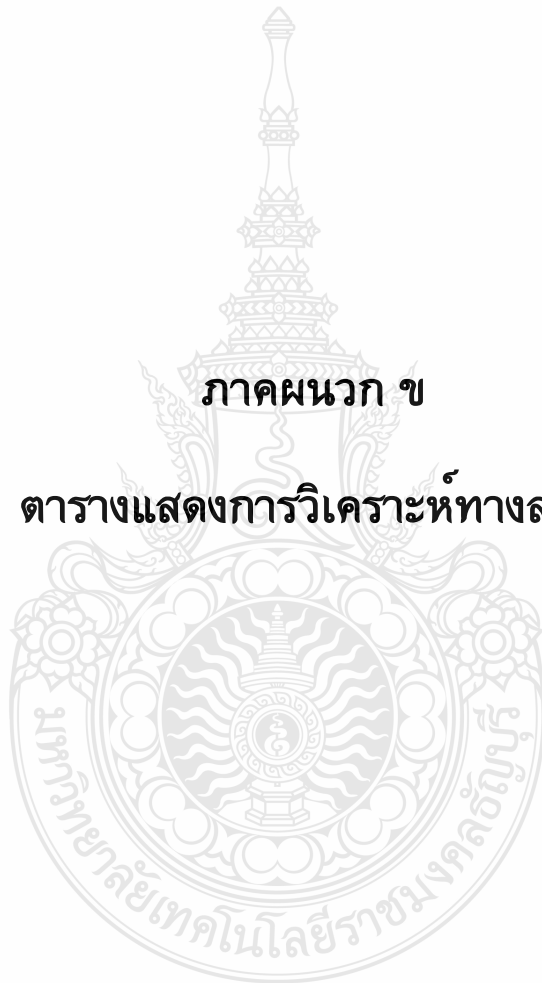 ภาคผนวก ข
ตารางแสดงการวิเคราะห์ทางส
มหาวิทยาลัยเทคโนโลยีราชมงคลธัญบุรี